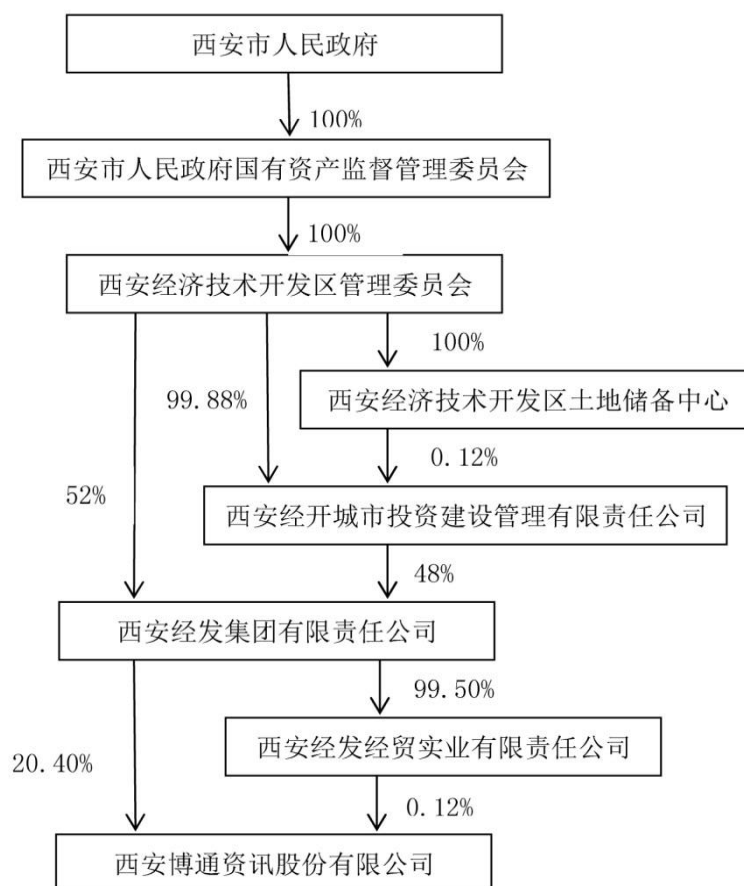 西安市人民政府
100%
西安市人民政府国有资产监督管理委员会
100%
西安经济技术开发区管理委员会
100%
99.88%
西安经济技术开发区土地储备中心
0.12%
52%
西安经开城市投资建设管理有限责任公司
48%
西安经发集团有限责任公司
99.50%
20.40%
西安经发经贸实业有限责任公司
0.12%
西安博通资讯股份有限公司